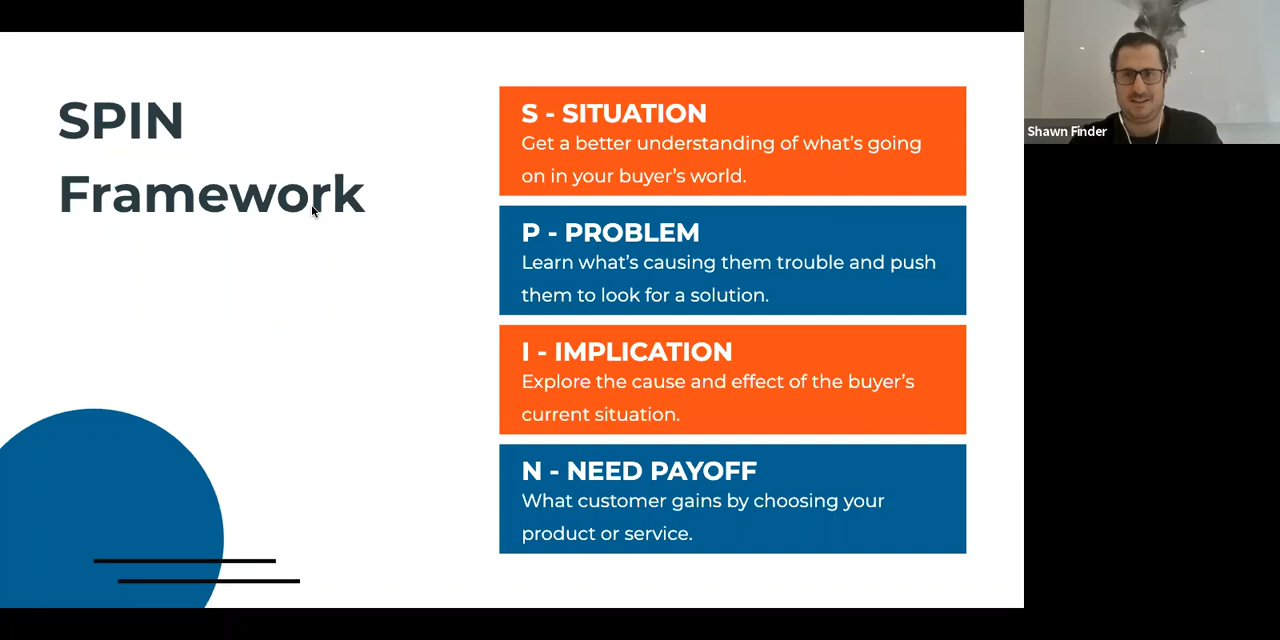 SPIN
Framework
S - SITUATION
Get a better understanding of what's going
on in your buyer's world.
P - PROBLEM
Learn what's causing them trouble and push
them to look for a solution.
I - IMPLICATION
Explore the cause and effect of the buyer's
current situation.
N - NEED PAYOFF
What customer gains by choosing your
product or service.
Shawn Finder